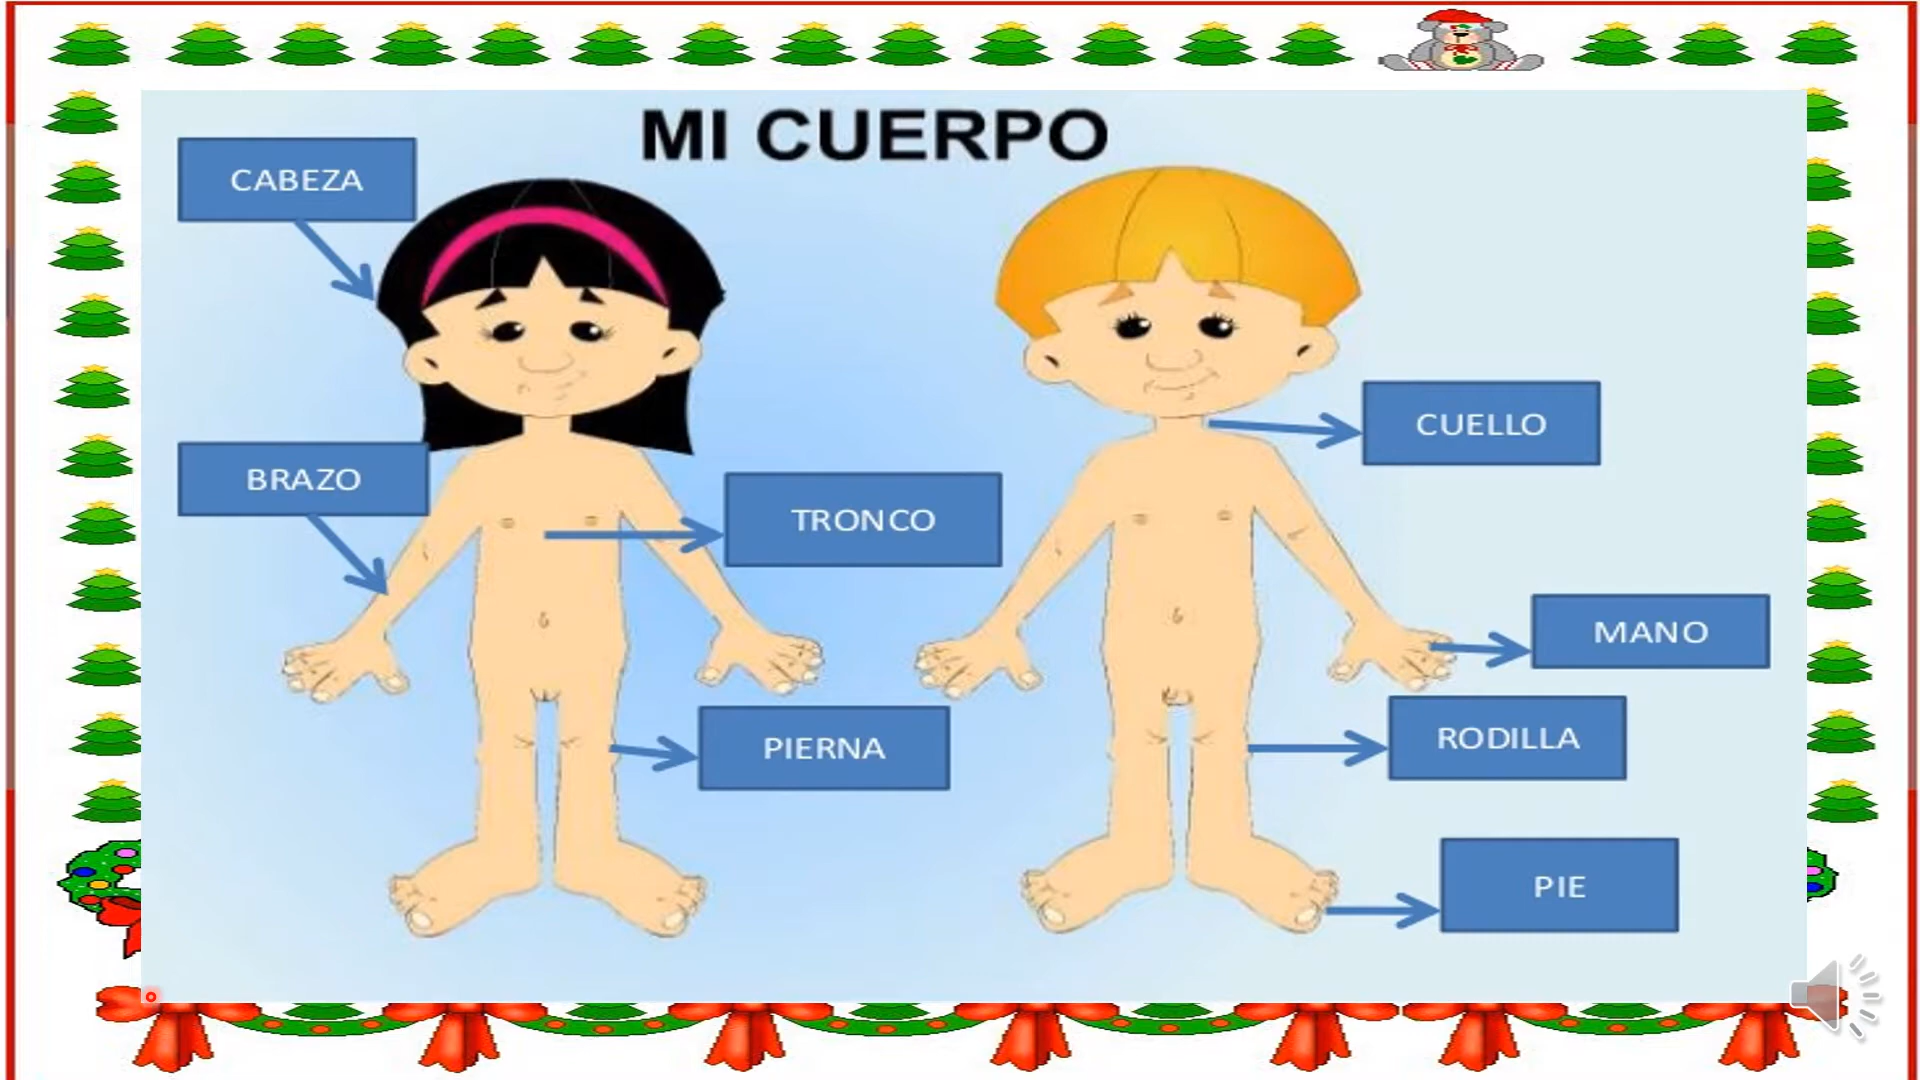 MI CUERPO
CABEZA
CUELLO
BRAZO
TRONCO
MANO
PIERNA
RODILLA
PIE